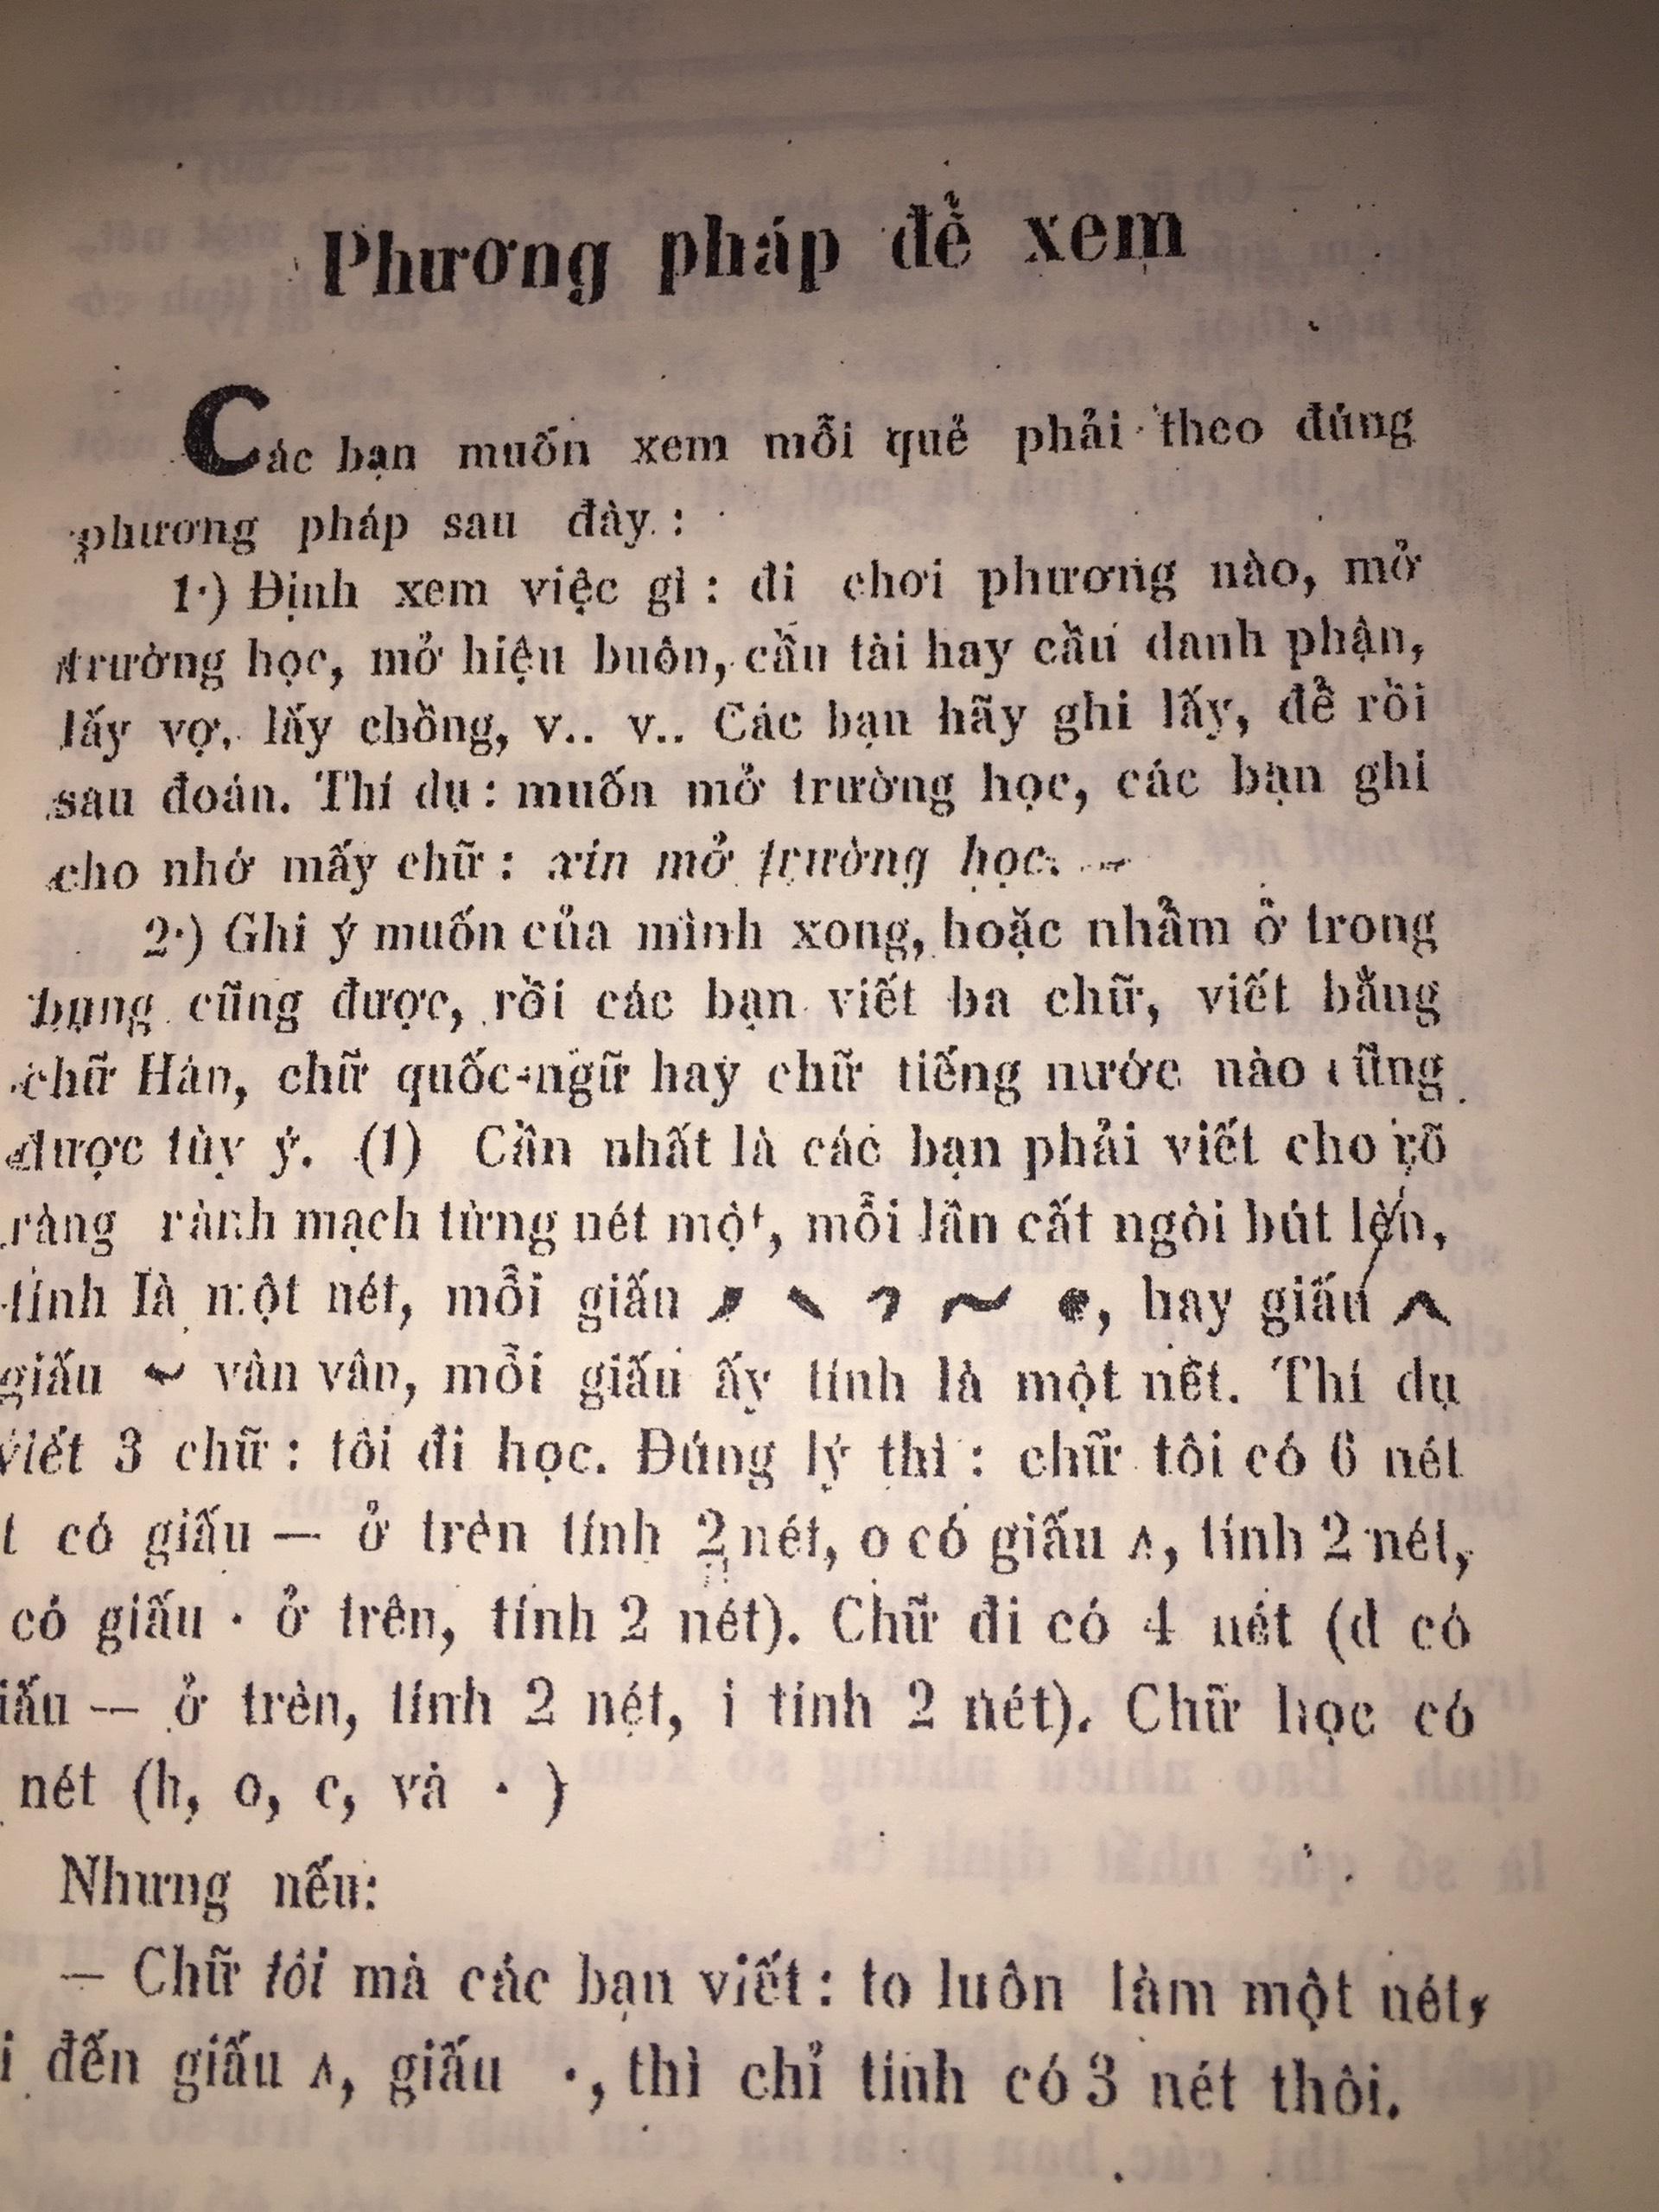 Phương pháp để xem
Các bạn muốn xem mỗi quẻ phải theo đúng
phương pháp sau đây :
1·) Định xem việc gì : đi chơi phương nào, mở
trường học, mở hiệu buôn, cầu tài hay cầu danh phận,
lấy vợ, lấy chồng, v.. v.. Các bạn hãy ghi lấy, để rồi
sau đoán. Thí dụ : muốn mở trường học, các bạn ghi
cho nhớ mấy chữ : xin mở trường học. —
2·) Ghi ý muốn của mình xong, hoặc nhẩm ở trong
bụng cũng được, rồi các bạn viết ba chữ, viết bằng
chữ Hán, chữ quốc-ngữ hay chữ tiếng nước nào cũng
được tùy ý. (1) Cần nhất là các bạn phải viết cho rõ
ràng rành mạch từng nét một, mỗi lần cất ngòi bút lên,
tính là một nét, mỗi giấu ˊ ˋ ̉ ~ ●, hay giấu ^
giấu ˘ vân vân, mỗi giấu ấy tính là một nét. Thí dụ
viết 3 chữ : tôi đi học. Đúng lý thì : chữ tôi có 6 nét
t có giấu — ở trên tính 2 nét, o có giấu ʌ, tính 2 nét,
có giấu · ở trên, tính 2 nét). Chữ đi có 4 nét (d có
iấu — ở trên, tính 2 nét, i tính 2 nét). Chữ học có
nét (h, o, c, và · )
Nhưng nếu:
— Chữ tôi mà các bạn viết : to luôn làm một nét,
i đến giấu ʌ, giấu ·, thì chỉ tính có 3 nét thôi.